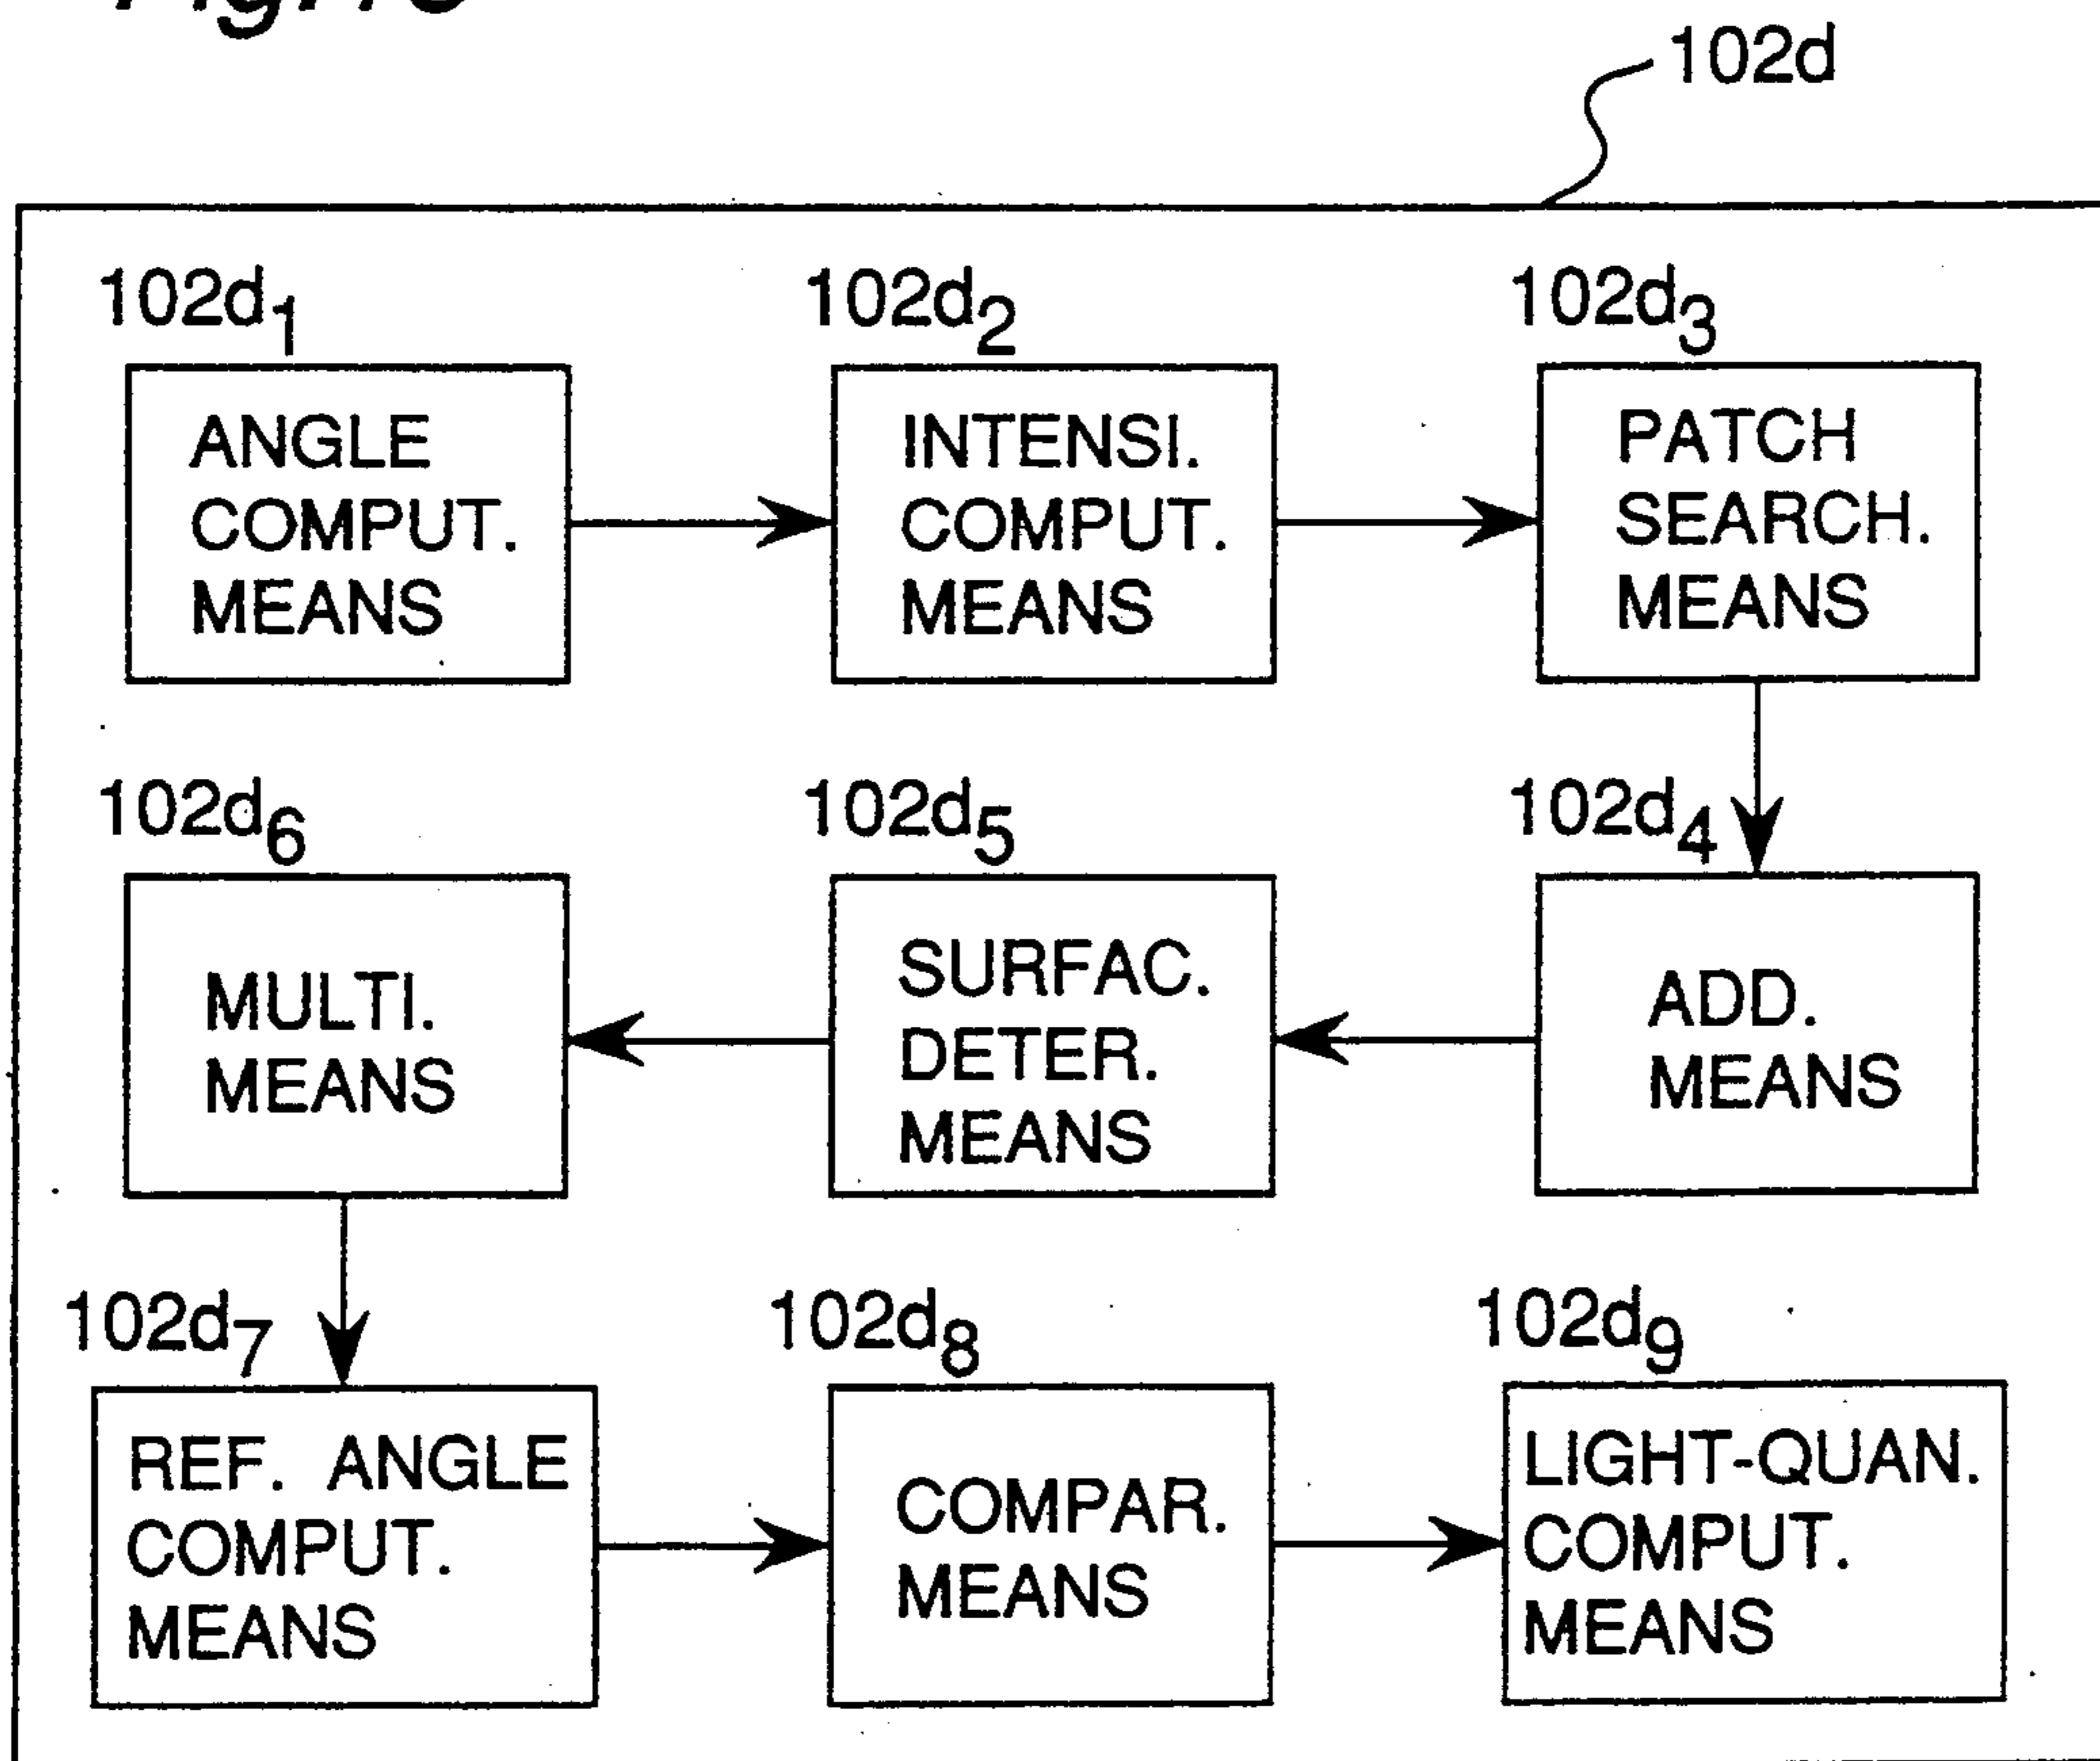 102d
102d1
102d2
102d3
ANGLE
COMPUT.
MEANS
INTENSI.
COMPUT.
MEANS
PATCH
SEARCH.
MEANS
102d6
102d5
102d4
MULTI.
MEANS
SURFAC.
DETER.
MEANS
ADD.
MEANS
102d7
102d8
102d9
REF. ANGLE
COMPUT.
MEANS
COMPAR.
MEANS
LIGHT-QUAN.
COMPUT.
MEANS